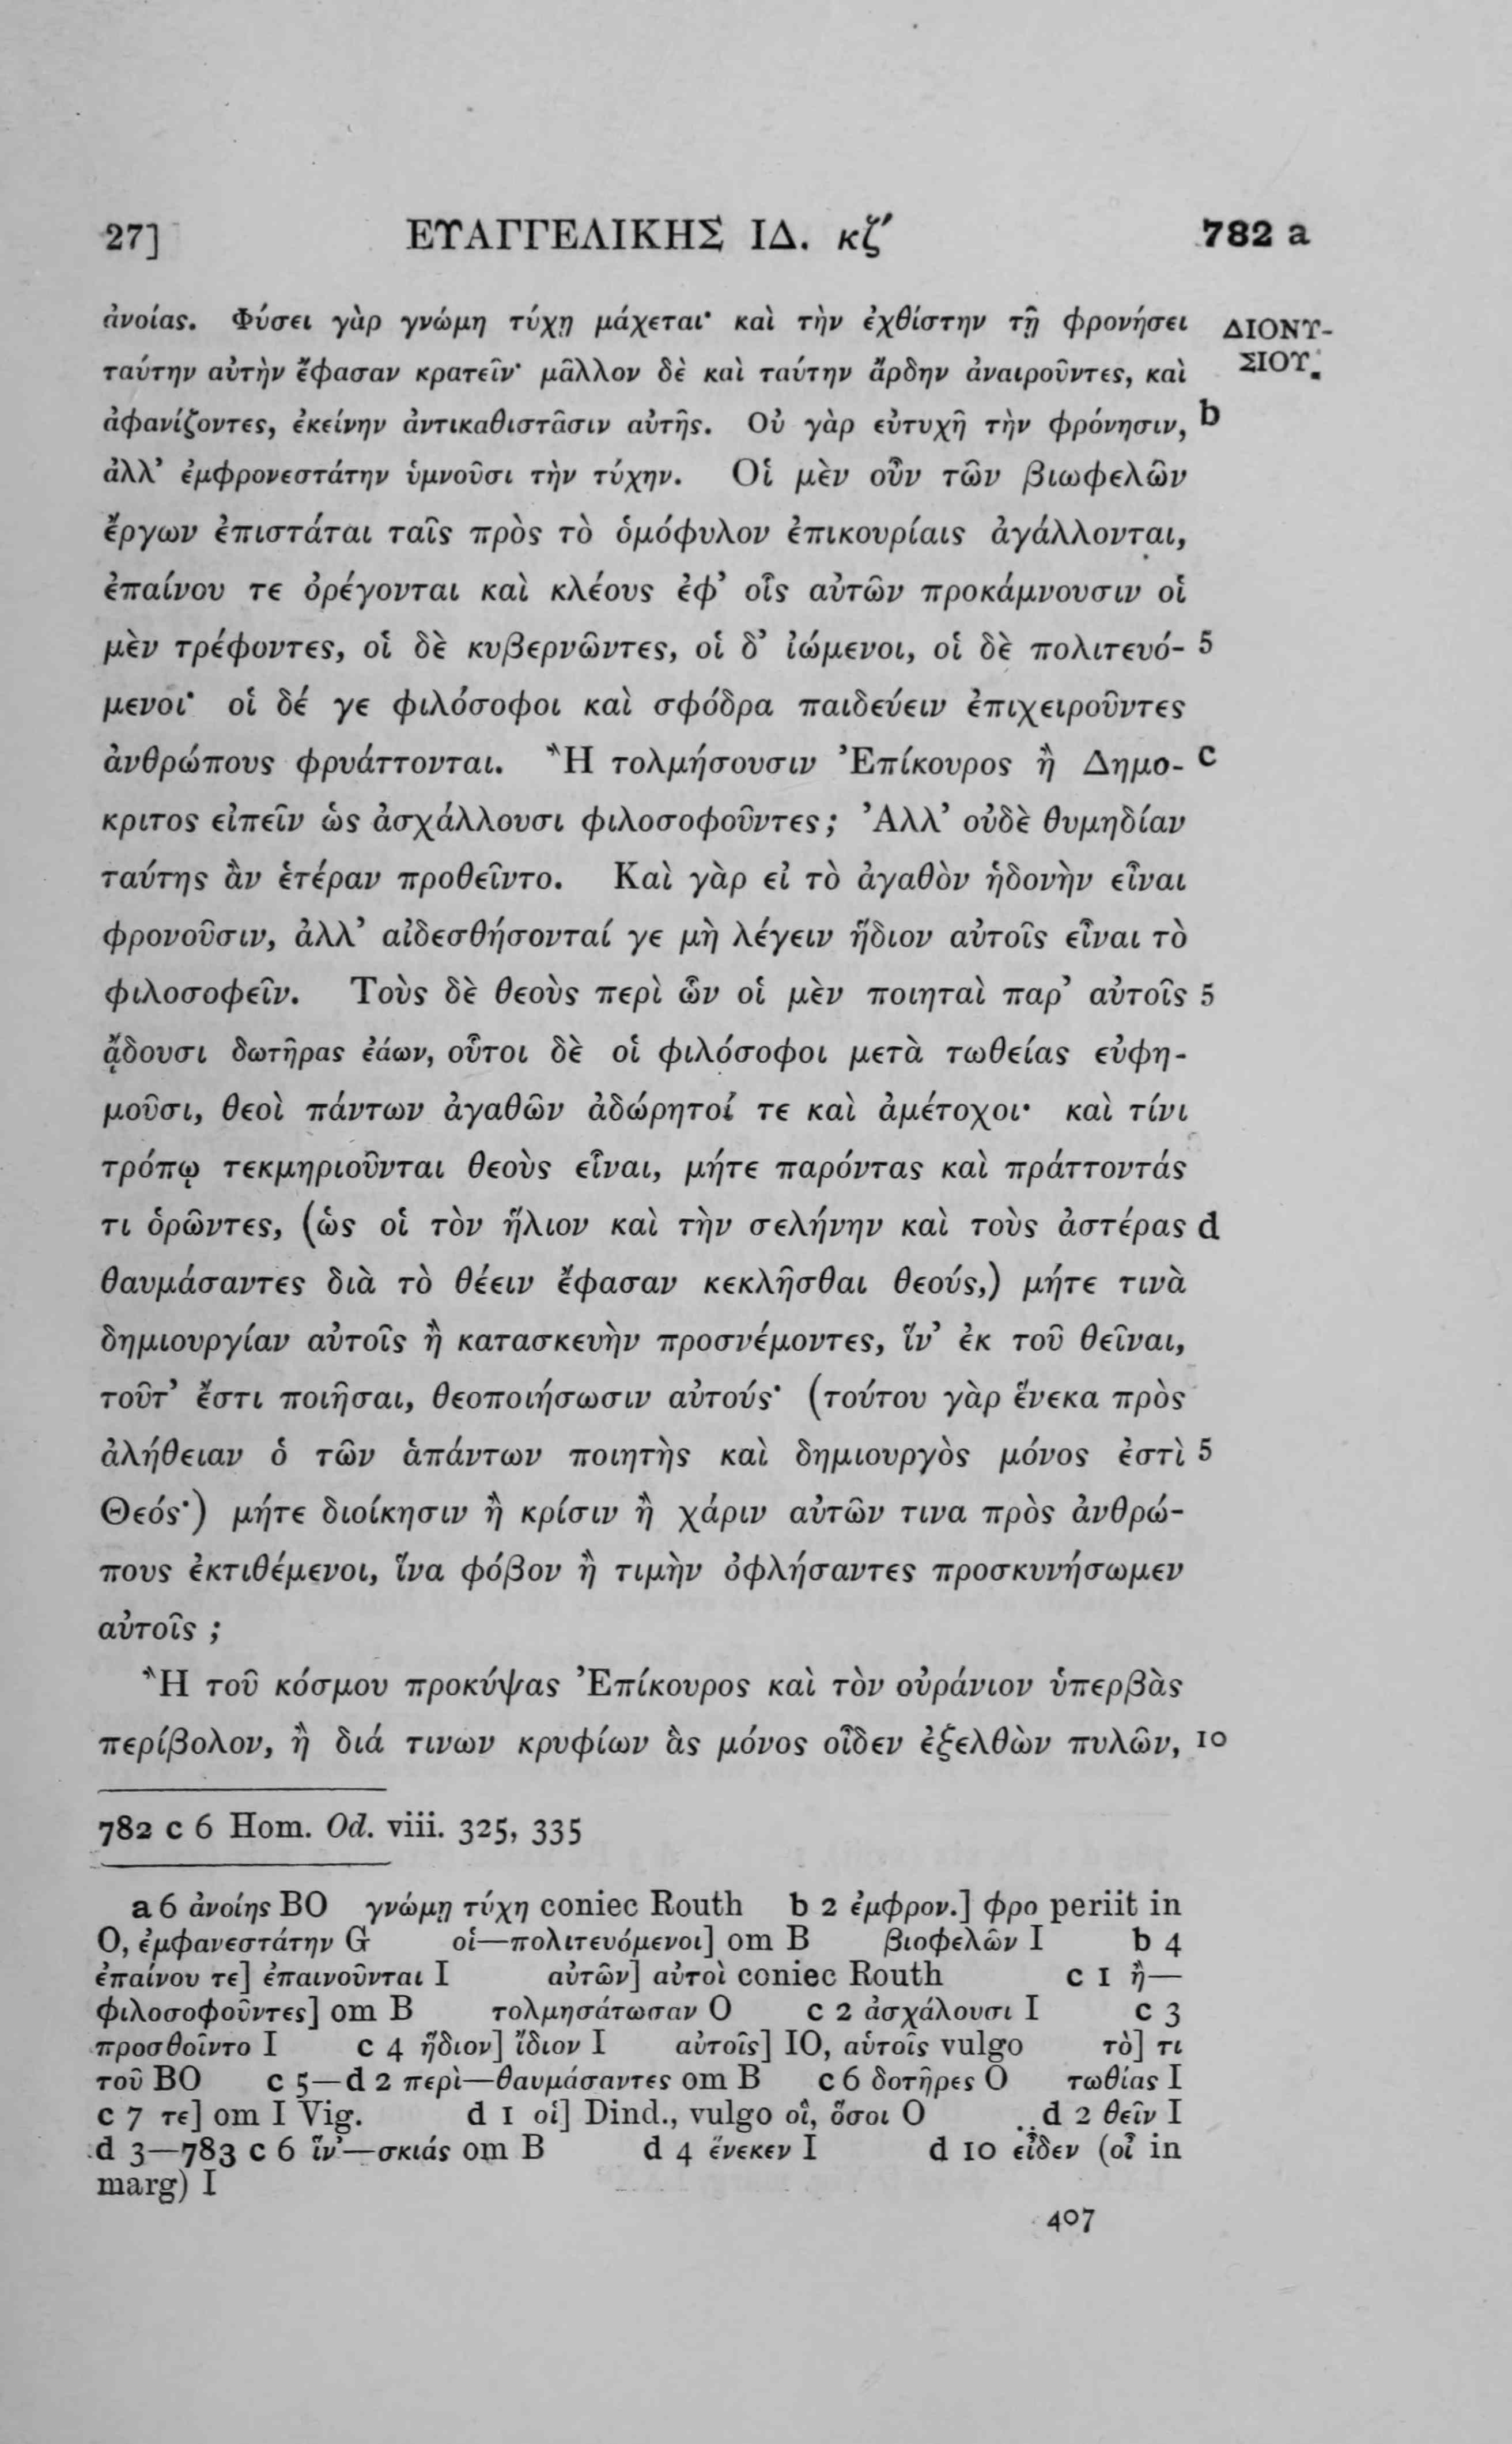 27] ΕΥΑΓΓΕΛΙΚΗΣ ΙΔ. κζ′ 782 a
ἀνοίας. Φύσει γὰρ γνώμη τύχῃ μάχεται· καὶ τὴν ἐχθίστην τῇ φρονήσει ΔΙΟΝΥ-
ταύτην αὐτὴν ἔφασαν κρατεῖν· μᾶλλον δὲ καὶ ταύτην ἄρδην ἀναιροῦντες, καὶ ΣΙΟΥ.
ἀφανίζοντες, ἐκείνην ἀντικαθιστᾶσιν αὐτῆς. Οὐ γὰρ εὐτυχῆ τὴν φρόνησιν, b
ἀλλ’ ἐμφρονεστάτην ὑμνοῦσι τὴν τύχην. Οἱ μὲν οὖν τῶν βιωφελῶν
ἔργων ἐπιστάται ταῖς πρὸς τὸ ὁμόφυλον ἐπικουρίαις ἀγάλλονται,
ἐπαίνου τε ὀρέγονται καὶ κλέους ἐφ’ οἷς αὐτῶν προκάμνουσιν οἱ
μὲν τρέφοντες, οἱ δὲ κυβερνῶντες, οἱ δ’ ἰώμενοι, οἱ δὲ πολιτευό- 5
μενοι· οἱ δέ γε φιλόσοφοι καὶ σφόδρα παιδεύειν ἐπιχειροῦντες
ἀνθρώπους φρυάττονται. Ἢ τολμήσουσιν Ἐπίκουρος ἢ Δημο- c
κριτος εἰπεῖν ὡς ἀσχάλλουσι φιλοσοφοῦντες; Ἀλλ’ οὐδὲ θυμηδίαν
ταύτης ἂν ἑτέραν προθεῖντο. Καὶ γὰρ εἰ τὸ ἀγαθὸν ἡδονὴν εἶναι
φρονοῦσιν, ἀλλ’ αἰδεσθήσονταί γε μὴ λέγειν ἥδιον αὐτοῖς εἶναι τὸ
φιλοσοφεῖν. Τοὺς δὲ θεοὺς περὶ ὧν οἱ μὲν ποιηταὶ παρ’ αὐτοῖς 5
ᾄδουσι δωτῆρας ἐάων, οὗτοι δὲ οἱ φιλόσοφοι μετὰ τωθείας εὐφη-
μοῦσι, θεοὶ πάντων ἀγαθῶν ἀδώρητοί τε καὶ ἀμέτοχοι· καὶ τίνι
τρόπῳ τεκμηριοῦνται θεοὺς εἶναι, μήτε παρόντας καὶ πράττοντάς
τι ὁρῶντες, (ὡς οἱ τὸν ἥλιον καὶ τὴν σελήνην καὶ τοὺς ἀστέρας d
θαυμάσαντες διὰ τὸ θέειν ἔφασαν κεκλῆσθαι θεούς,) μήτε τινὰ
δημιουργίαν αὐτοῖς ἢ κατασκευὴν προσνέμοντες, ἵν’ ἐκ τοῦ θεῖναι,
τοῦτ’ ἔστι ποιῆσαι, θεοποιήσωσιν αὐτούς· (τούτου γὰρ ἕνεκα πρὸς
ἀλήθειαν ὁ τῶν ἁπάντων ποιητὴς καὶ δημιουργὸς μόνος ἐστὶ 5
Θεός·) μήτε διοίκησιν ἢ κρίσιν ἢ χάριν αὐτῶν τινα πρὸς ἀνθρώ-
πους ἐκτιθέμενοι, ἵνα φόβον ἢ τιμὴν ὀφλήσαντες προσκυνήσωμεν
αὐτοῖς;
Ἢ τοῦ κόσμου προκύψας Ἐπίκουρος καὶ τὸν οὐράνιον ὑπερβὰς
περίβολον, ἢ διά τινων κρυφίων ἃς μόνος οἶδεν ἐξελθὼν πυλῶν, 10
782 c 6 Hom. Od. viii. 325, 335
a 6 ἀνοίης BO γνώμῃ τύχη coniec Routh b 2 ἐμφρον.] φρο periit in
O, ἐμφανεστάτην G οἱ—πολιτευόμενοι] om B βιοφελῶν I b 4
ἐπαίνου τε] ἐπαινοῦνται I αὐτῶν] αὐτοὶ coniec Routh c 1 ἢ—
φιλοσοφοῦντες] om B τολμησάτωσαν O c 2 ἀσχάλουσι I c 3
προσθοῖντο I c 4 ἥδιον] ἴδιον I αὐτοῖς] IO, αὑτοῖς vulgo τὸ] τι
τοῦ BO c 5—d 2 περὶ—θαυμάσαντες om B c 6 δοτῆρες O τωθίας I
c 7 τε] om I Vig. d 1 οἱ] Dind., vulgo οἳ, ὅσοι O d 2 θεῖν I
d 3—783 c 6 ἵν’—σκιάς om B d 4 ἕνεκεν I d 10 εἶδεν (οἶ in
marg) I
407